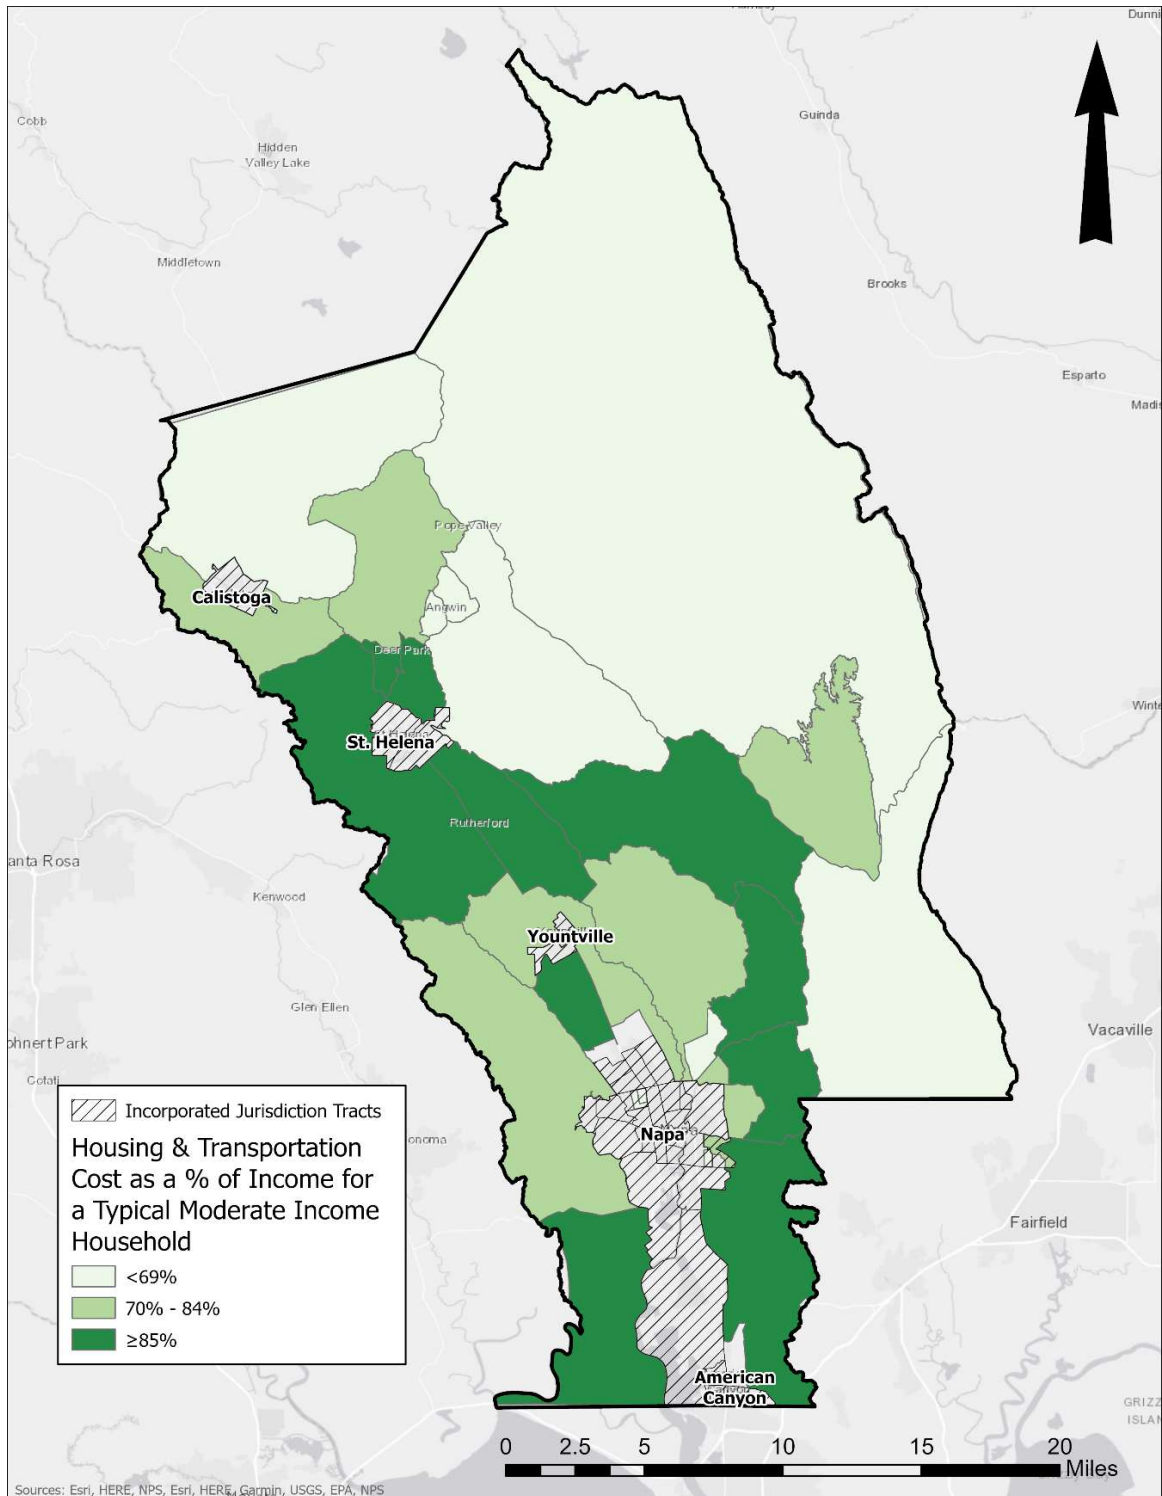 Dunni
Cobb
Guinda
Hidden
Valley Lake
Middletown
Brooks
Esparto
Madis
Pope Valley
Calistoga
Angwin
Deer Park
Winte
St. Helena
Rutherford
anta Rosa
Kenwood
Yountville
Glen Ellen
Vacaville
ohnert Park
Cotati
Incorporated Jurisdiction Tracts
Housing & Transportation
Cost as a % of Income for
a Typical Moderate Income
Household
<69%
70% - 84%
≥85%
onoma
Napa
Fairfield
American
Canyon
GRIZZ
ISLAN
0 2.5 5 10 15 20
Miles
Sources: Esri, HERE, NPS, Esri, HERE, Garmin, USGS, EPA, NPS